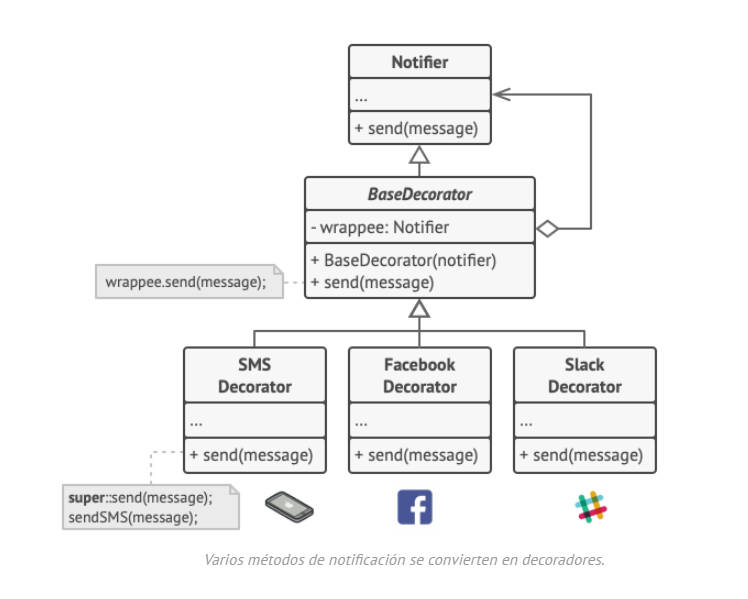 Notifier
...
+ send(message)
BaseDecorator
- wrappee: Notifier
+ BaseDecorator(notifier)
+ send(message)
wrappee.send(message);
SMS
Decorator
...
+ send(message)
Facebook
Decorator
...
+ send(message)
Slack
Decorator
...
+ send(message)
super::send(message);
sendSMS(message);
Varios métodos de notificación se convierten en decoradores.